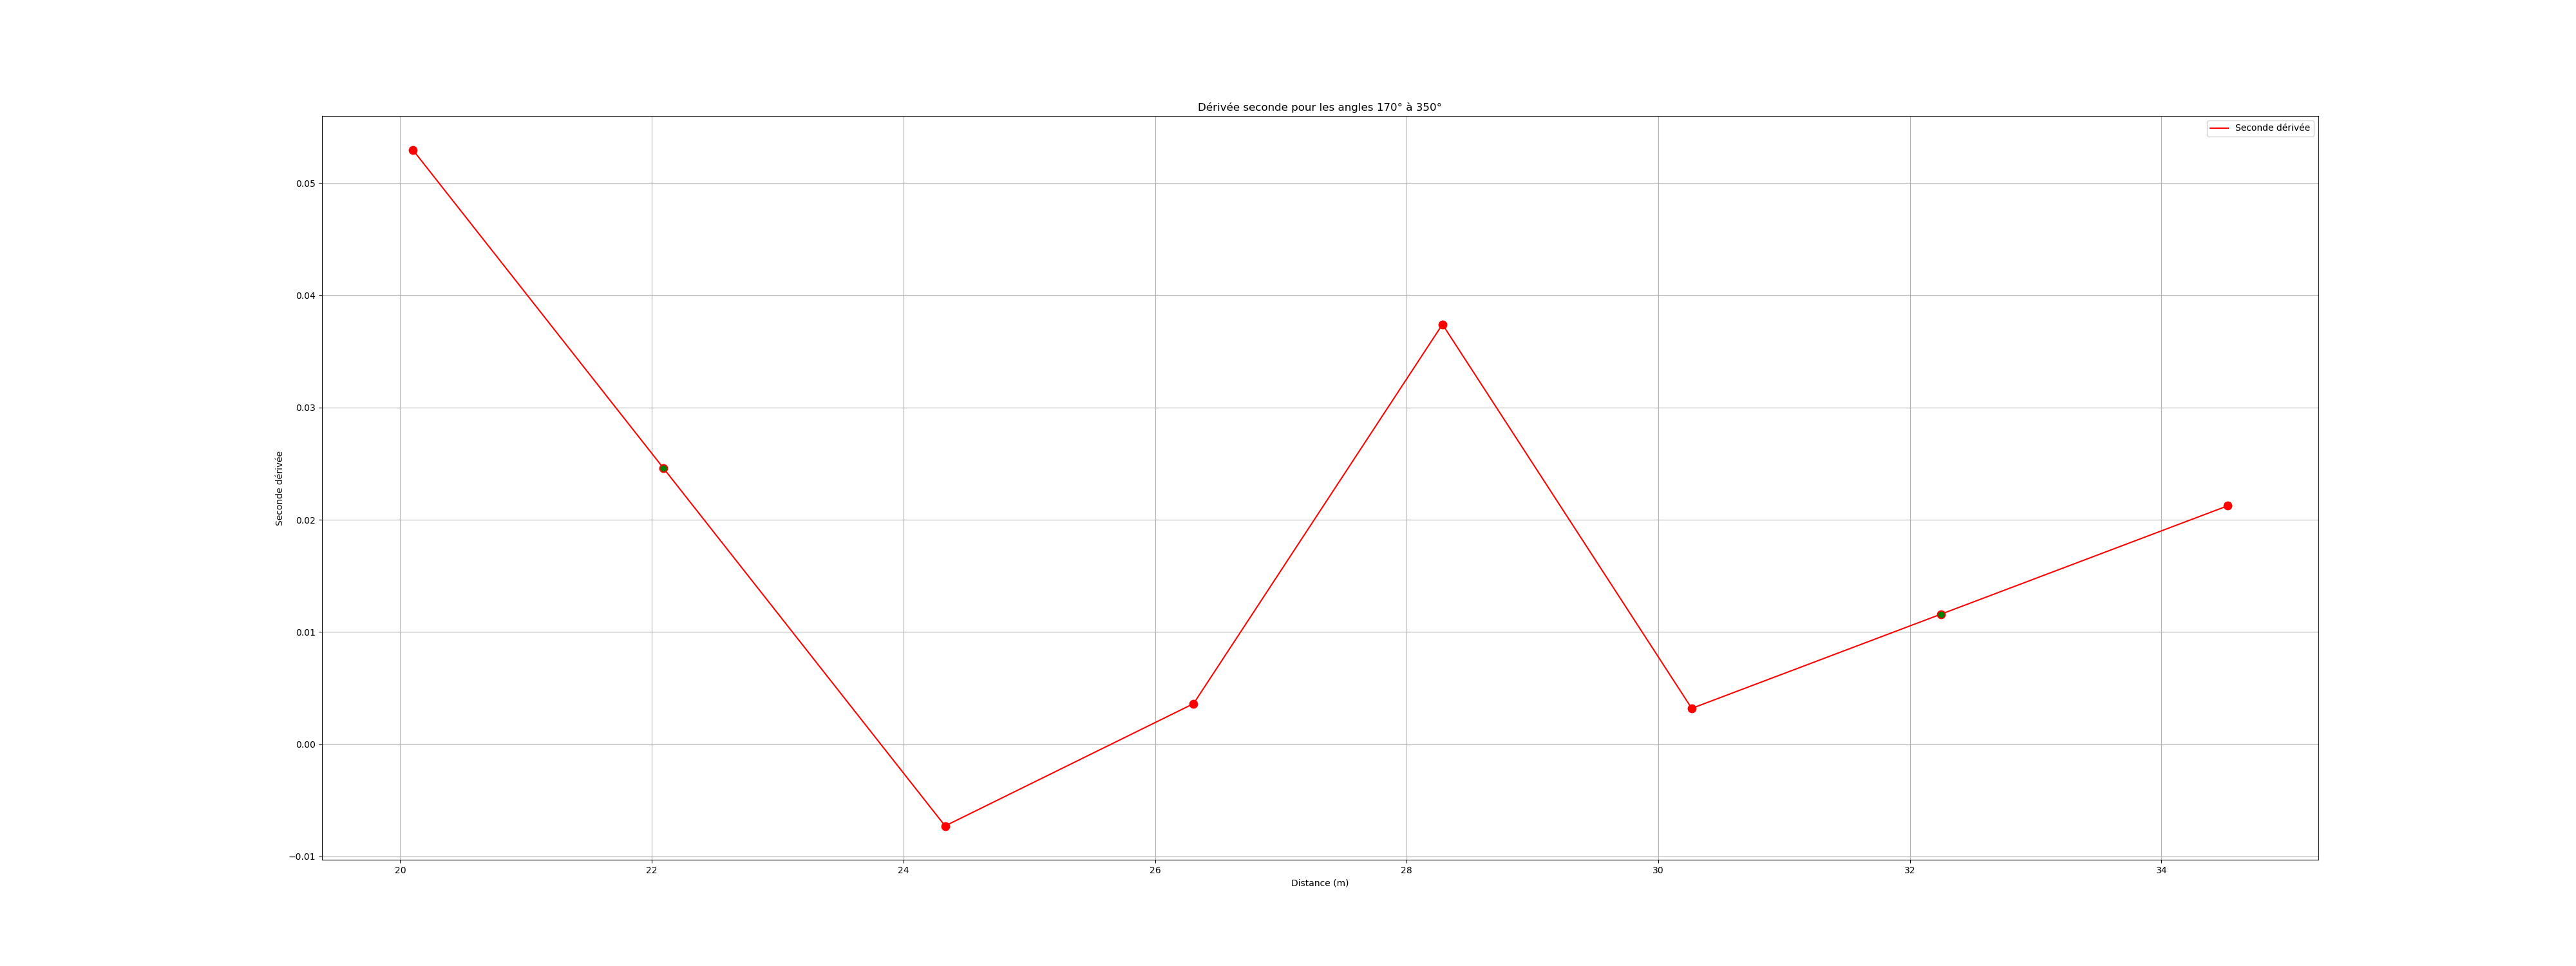 Dérivée seconde pour les angles 170° à 350°
Seconde dérivée
0.05
0.04
0.03
0.02
0.01
0.00
−0.01
Seconde dérivée
20 22 24 26 28 30 32 34
Distance (m)